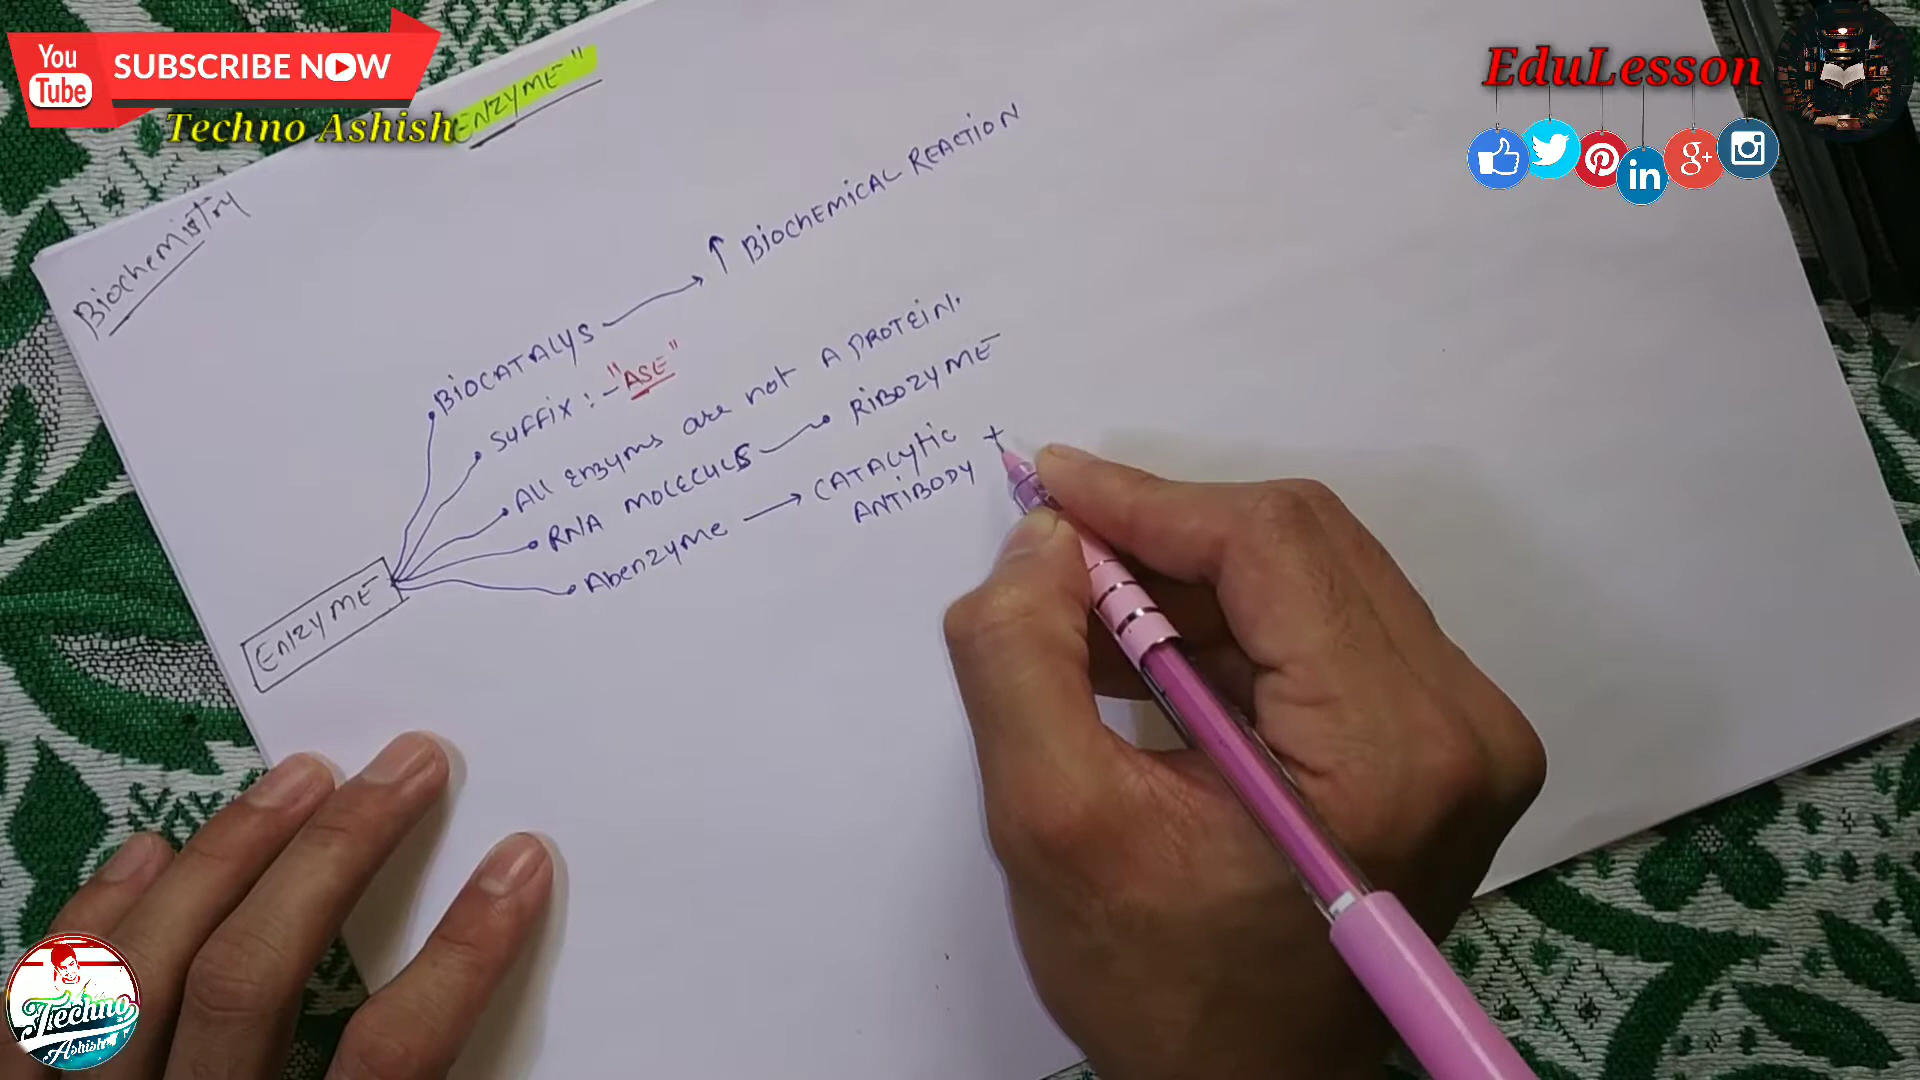 You
Tube
SUBSCRIBE NOW
Techno Ashish
ENZYME"
EduLesson
Biochemistry
BIOCATALYS → ↑ BIOCHEMICAL REACTION
SUFFIX :- "ASE"
All Enzyms are not A PROTEIN.
RNA MOLECULES RIBOZYME
Abenzyme → CATALYTIC +
ANTIBODY
ENZYME
in
g+
Techno
Ashish